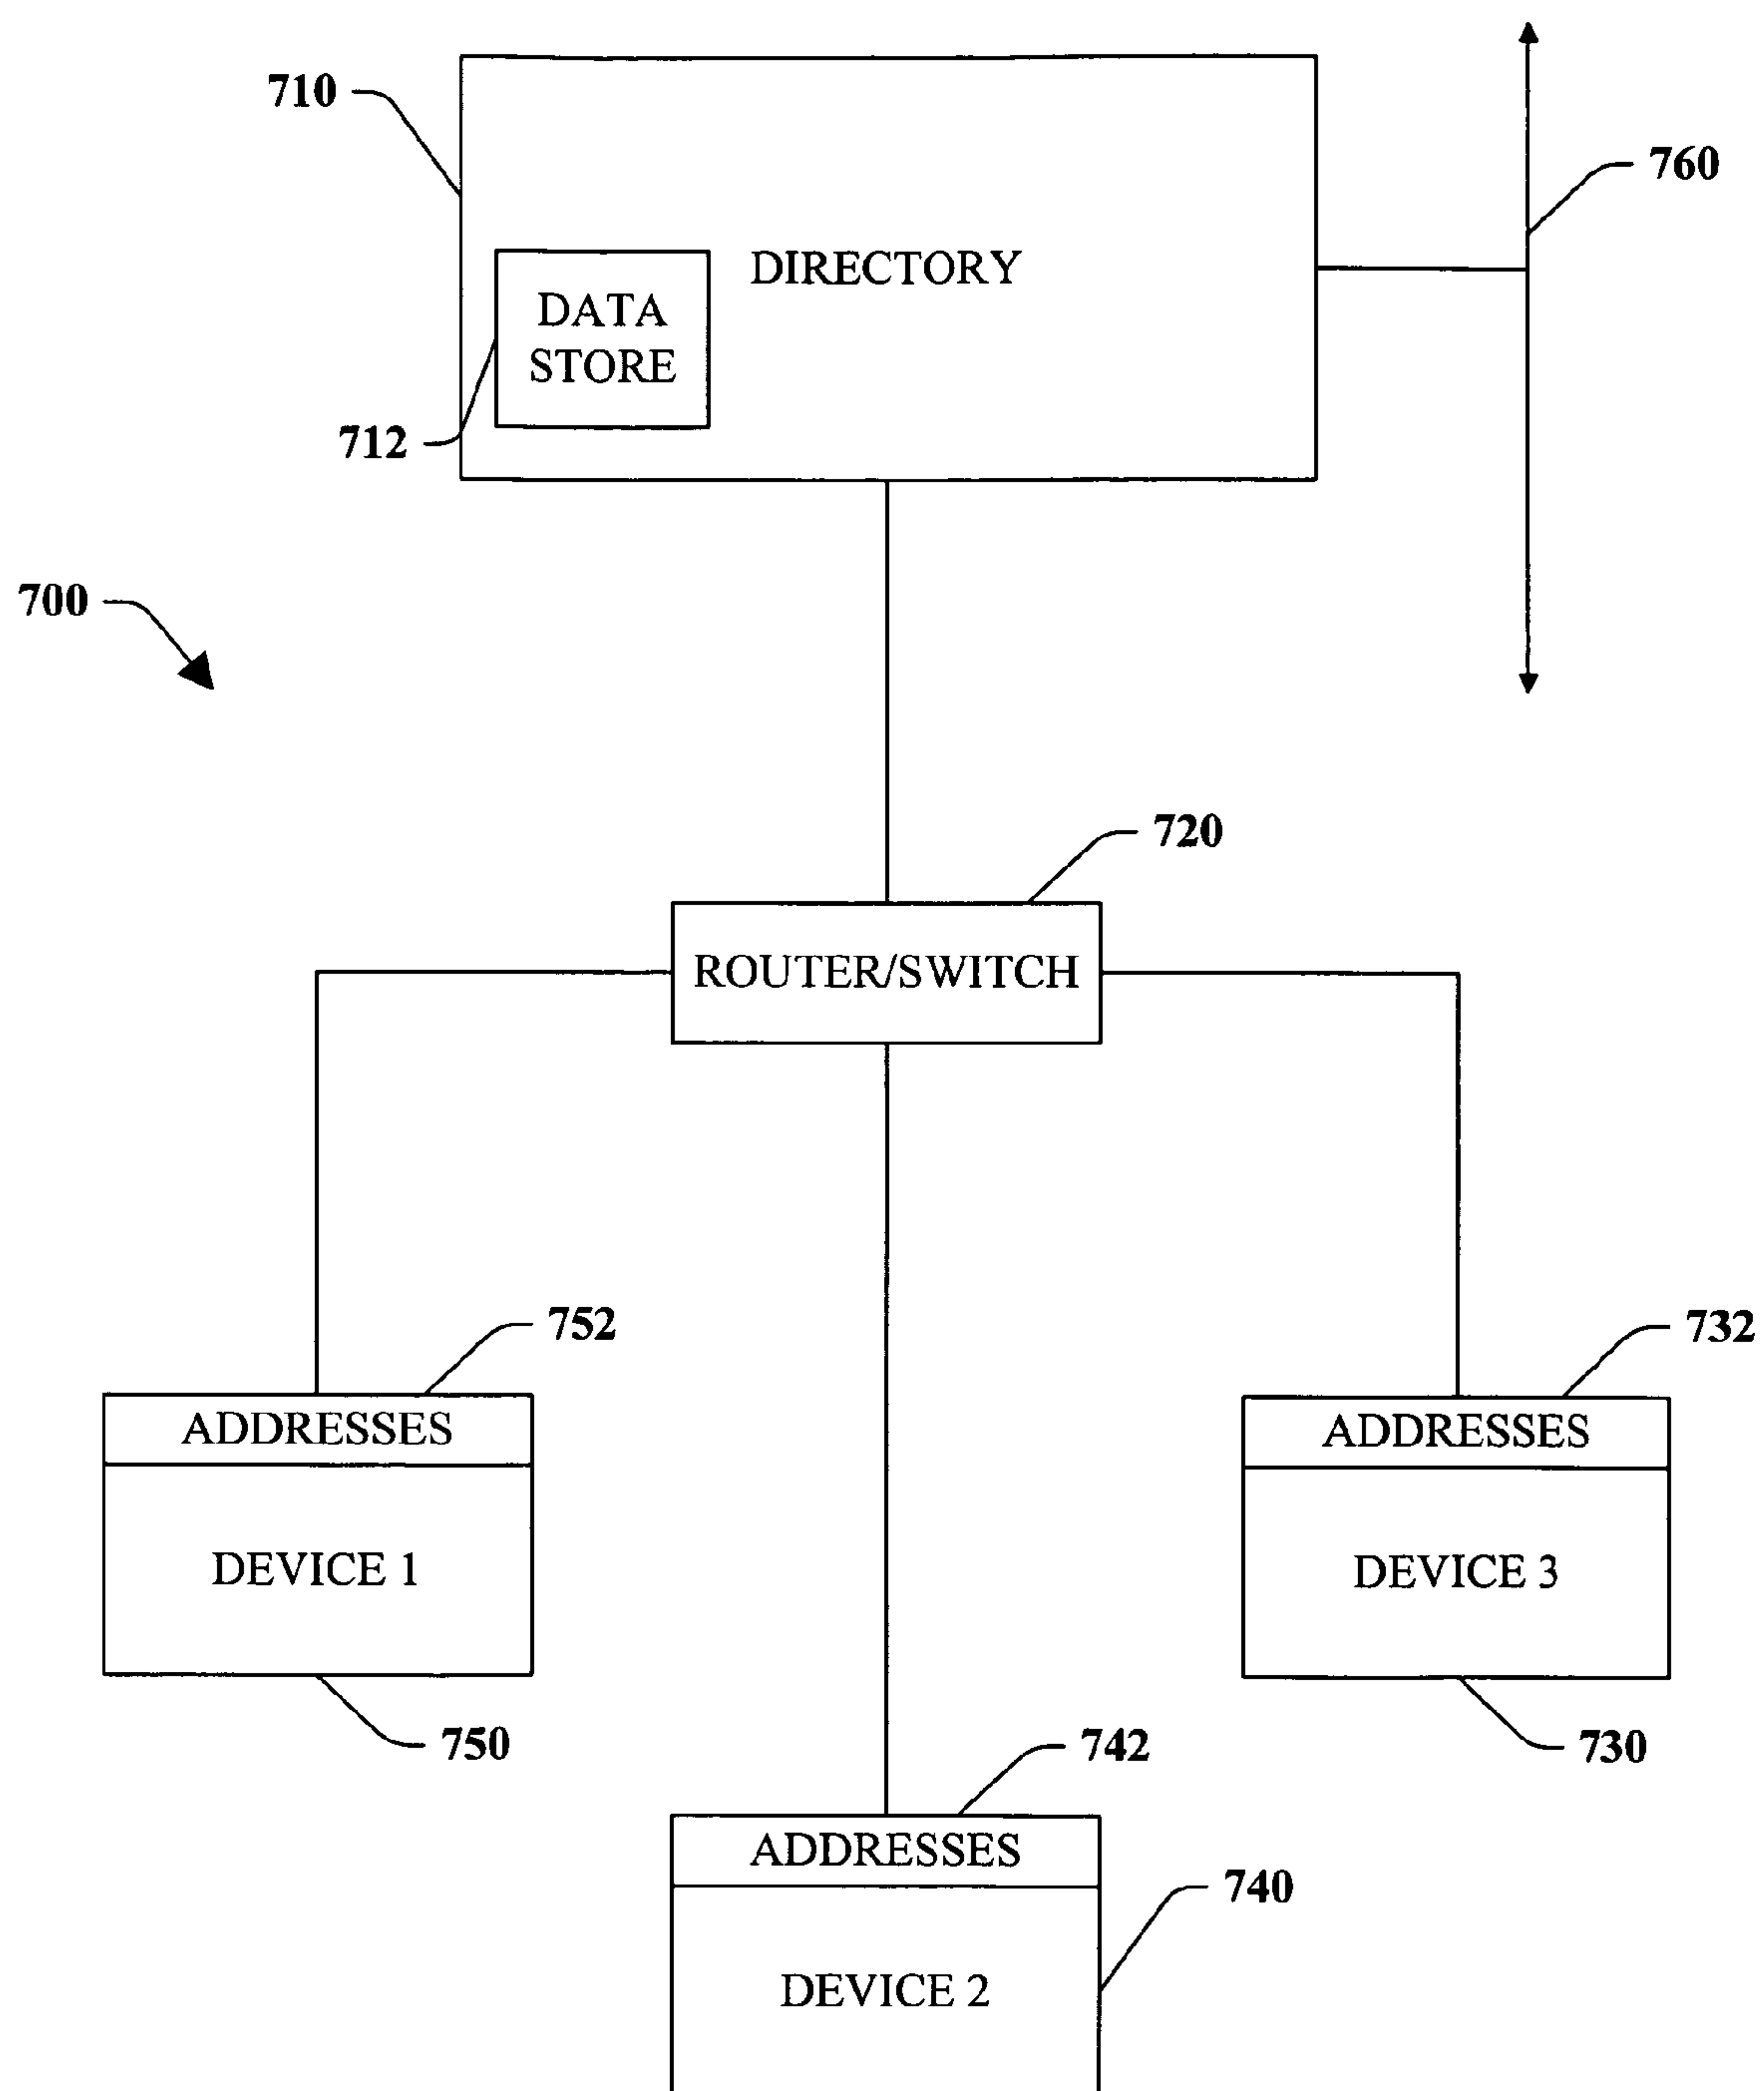 710
760
DIRECTORY
DATA
STORE
712
700
720
ROUTER/SWITCH
752
732
ADDRESSES
ADDRESSES
DEVICE 1
DEVICE 3
750
730
742
ADDRESSES
740
DEVICE 2